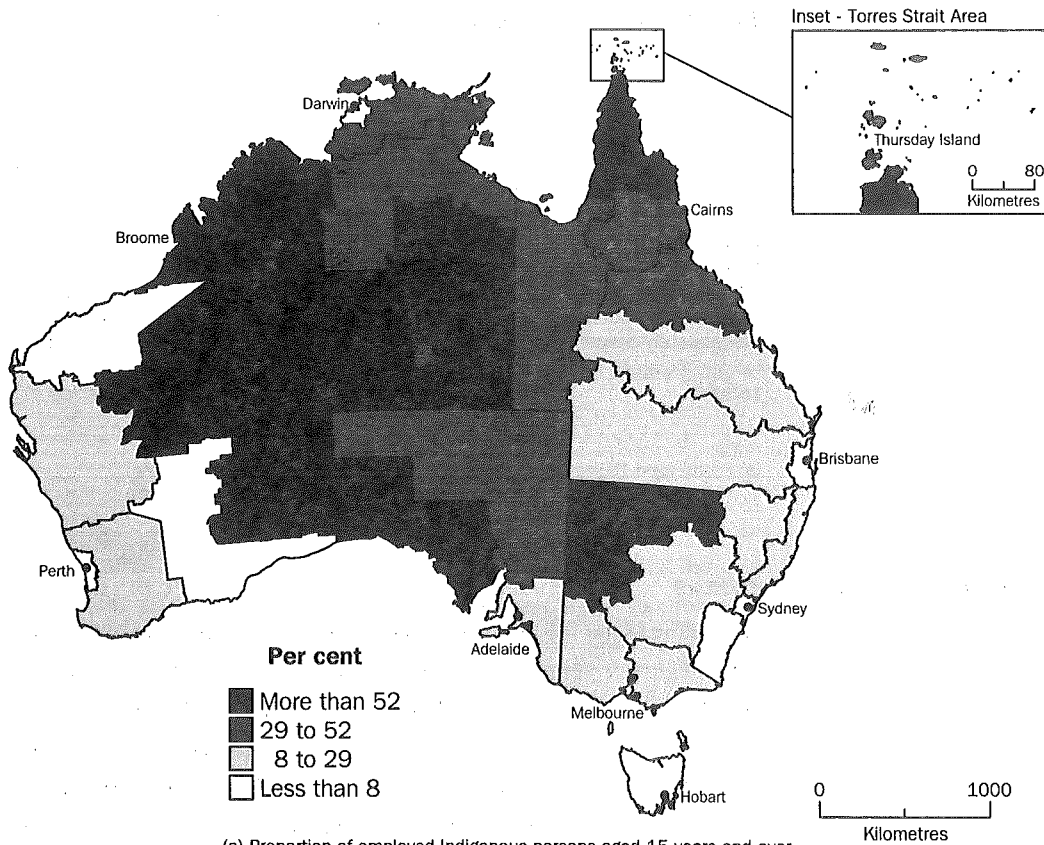 Inset - Torres Strait Area
Thursday Island
0 80
Kilometres
Darwin
Cairns
Broome
Brisbane
Perth
Sydney
Adelaide
Melbourne
Hobart
Per cent
More than 52
29 to 52
8 to 29
Less than 8
0 1000
Kilometres
(a) Proportion of employed Indigenous persons aged 15 years and over